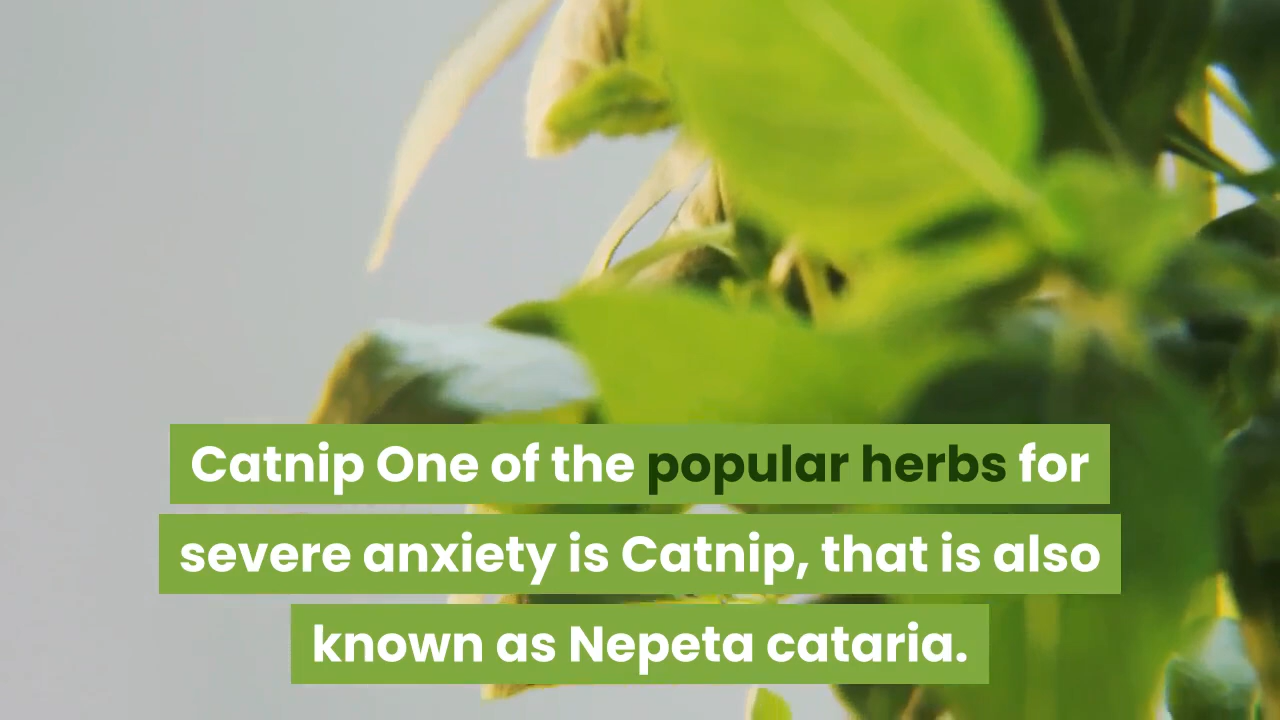 Catnip One of the popular herbs for
severe anxiety is Catnip, that is also
known as Nepeta cataria.